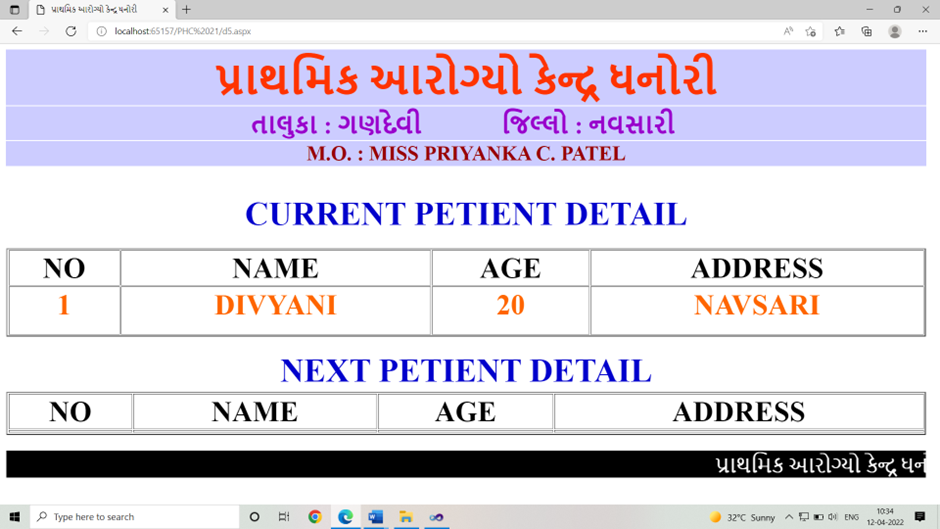 પ્રાથમિક આરોગ્યો કેન્દ્ર ધનોરી
localhost:65157/PHC%2021/d5.aspx
પ્રાથમિક આરોગ્યો કેન્દ્ર ધનોરી
તાલુકા : ગણદેવી જિલ્લો : નવસારી
M.O. : MISS PRIYANKA C. PATEL
CURRENT PETIENT DETAIL
NO NAME AGE ADDRESS
1 DIVYANI 20 NAVSARI
NEXT PETIENT DETAIL
NO NAME AGE ADDRESS
પ્રાથમિક આરોગ્યો કેન્દ્ર ધન
Type here to search 32°C Sunny ENG 10:34
12-04-2022